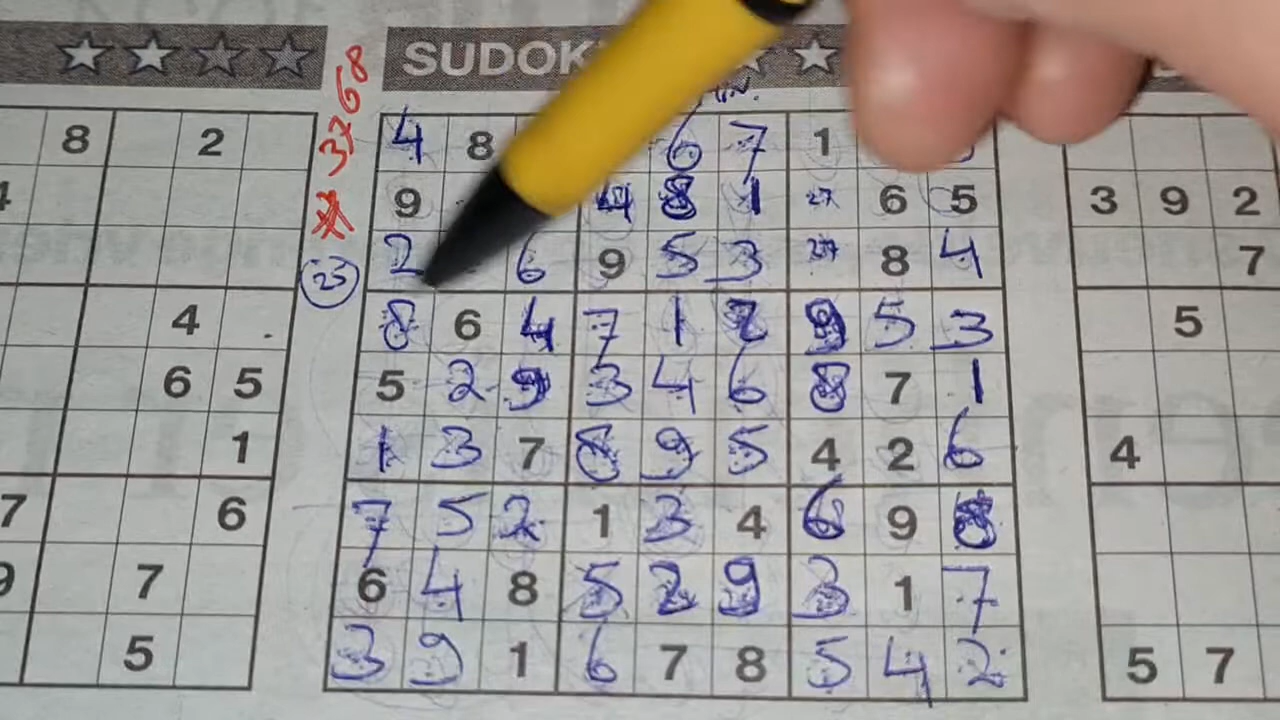 SUDOK
3768
25
8 2
4
6 5
1
7 6
9 7
5
4 8 6 7 1
9 4 8 1 27 6 5
2 6 9 5 3 27 8 4
8 6 4 7 1 2 9 5 3
5 2 9 3 4 6 8 7 1
1 3 7 8 9 5 4 2 6
7 5 2 1 3 4 6 9 8
6 4 8 5 2 9 3 1 7
3 9 1 6 7 8 5 4 2
3 9 2
7
5
4
5 7